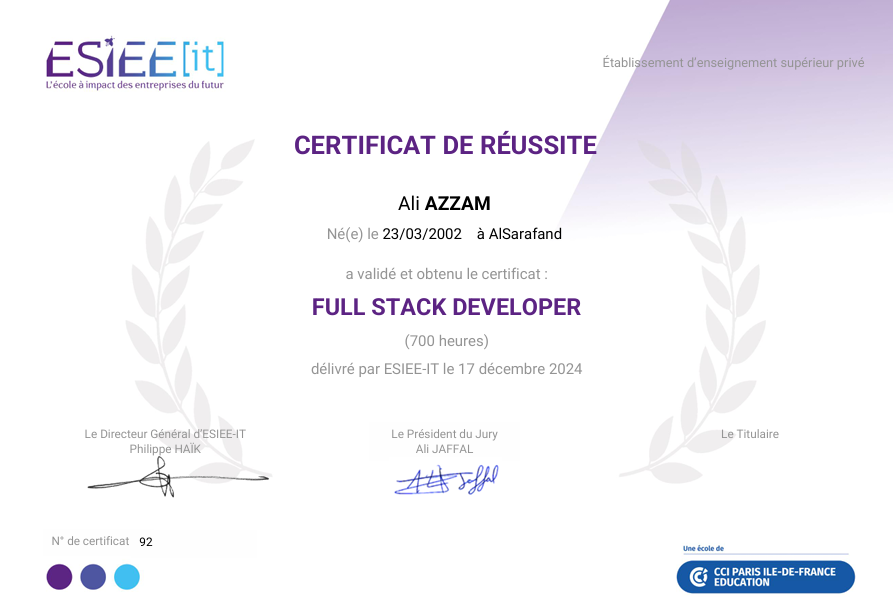 ESIEE[it]
L'école à impact des entreprises du futur
Établissement d'enseignement supérieur privé
CERTIFICAT DE RÉUSSITE
Ali AZZAM
Né(e) le 23/03/2002 à AlSarafand
a validé et obtenu le certificat :
FULL STACK DEVELOPER
(700 heures)
délivré par ESIEE-IT le 17 décembre 2024
Le Directeur Général d'ESIEE-IT
Philippe HAÏK
Le Président du Jury
Ali JAFFAL
Le Titulaire
Ali Jaffal
N° de certificat 92
Une école de
CCI PARIS ILE-DE-FRANCE
EDUCATION